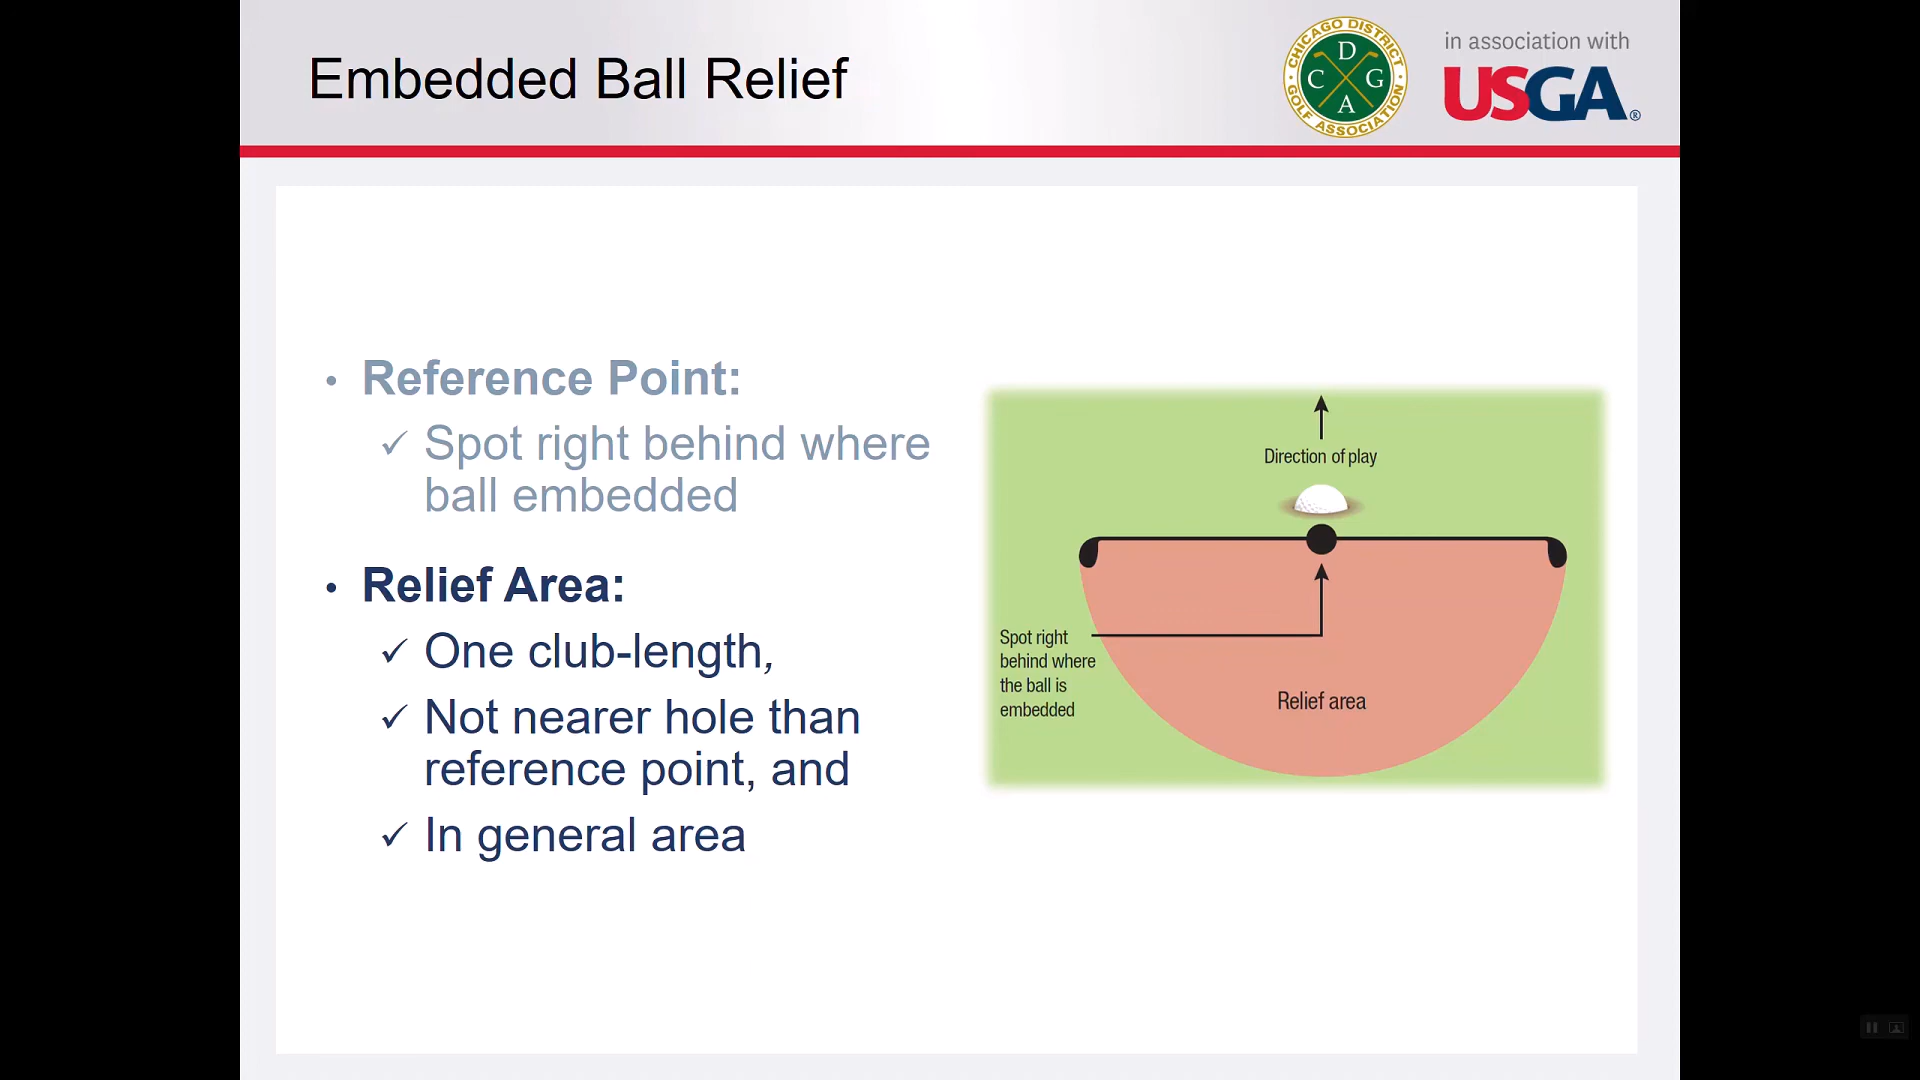 Embedded Ball Relief
CHICAGO DISTRICT
C D G A
GOLF ASSOCIATION
in association with
USGA®
• Reference Point:
✓ Spot right behind where
ball embedded
• Relief Area:
✓ One club-length,
✓ Not nearer hole than
reference point, and
✓ In general area
Direction of play
Spot right
behind where
the ball is
embedded
Relief area